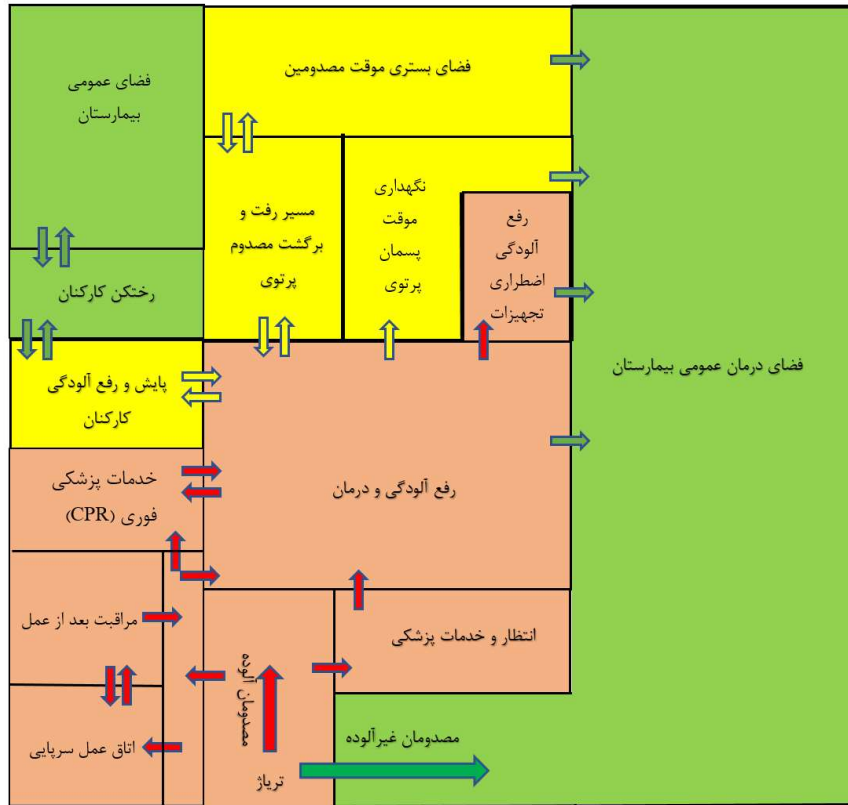 فضای عمومی
بیمارستان
فضای بستری موقت مصدومین
مسیر رفت و
برگشت مصدوم
پرتوی
نگهداری
موقت
پسمان
پرتوی
رفع
آلودگی
اضطراری
تجهیزات
رختکن کارکنان
فضای درمان عمومی بیمارستان
پایش و رفع آلودگی
کارکنان
خدمات پزشکی
فوری (CPR)
رفع آلودگی و درمان
مراقبت بعد از عمل
انتظار و خدمات پزشکی
مصدومان آلوده
اتاق عمل سرپایی
مصدومان غیرآلوده
تریاژ